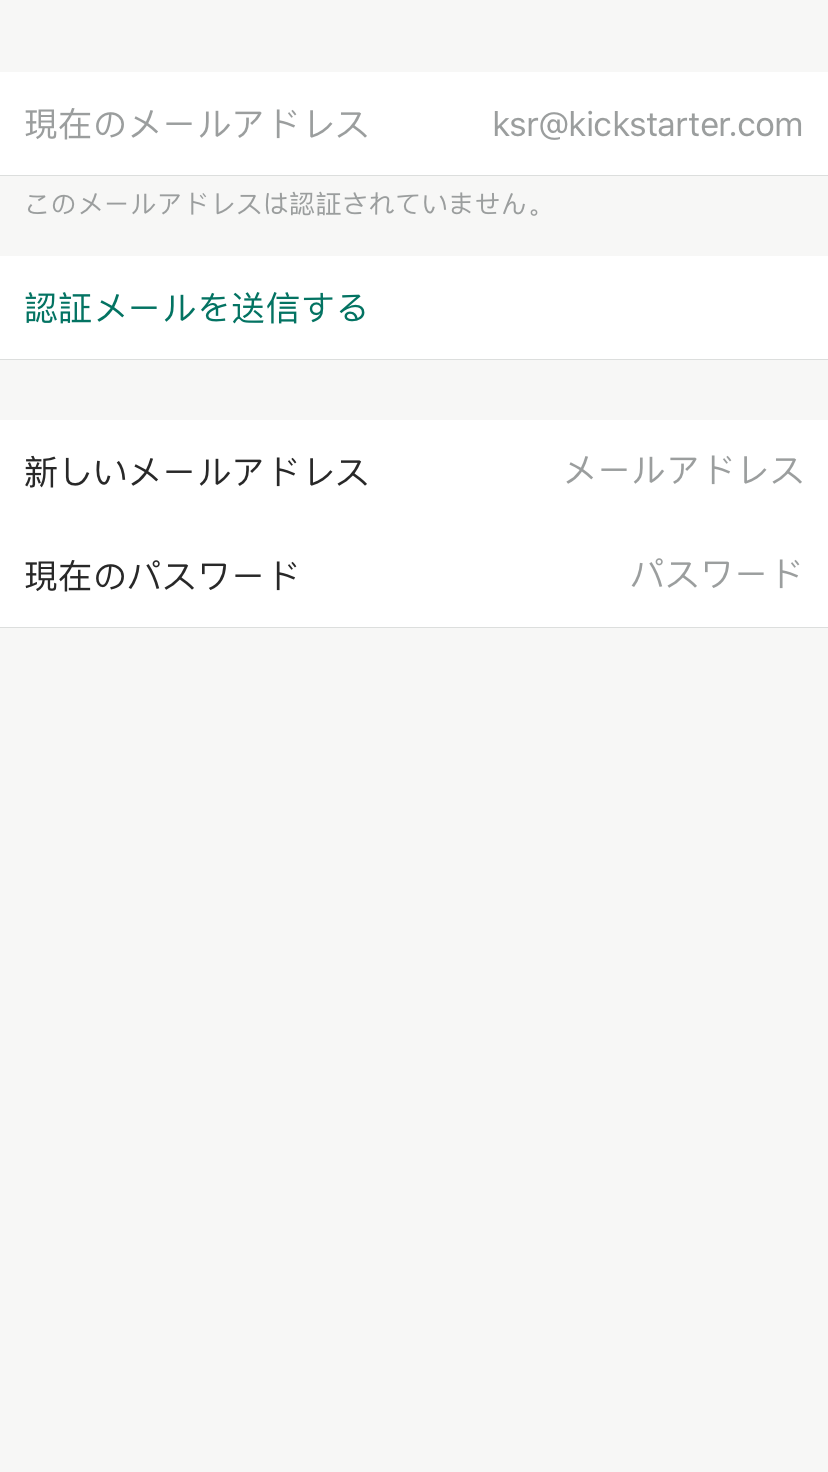 現在のメールアドレス ksr@kickstarter.com
このメールアドレスは認証されていません。
認証メールを送信する
新しいメールアドレス メールアドレス
現在のパスワード パスワード